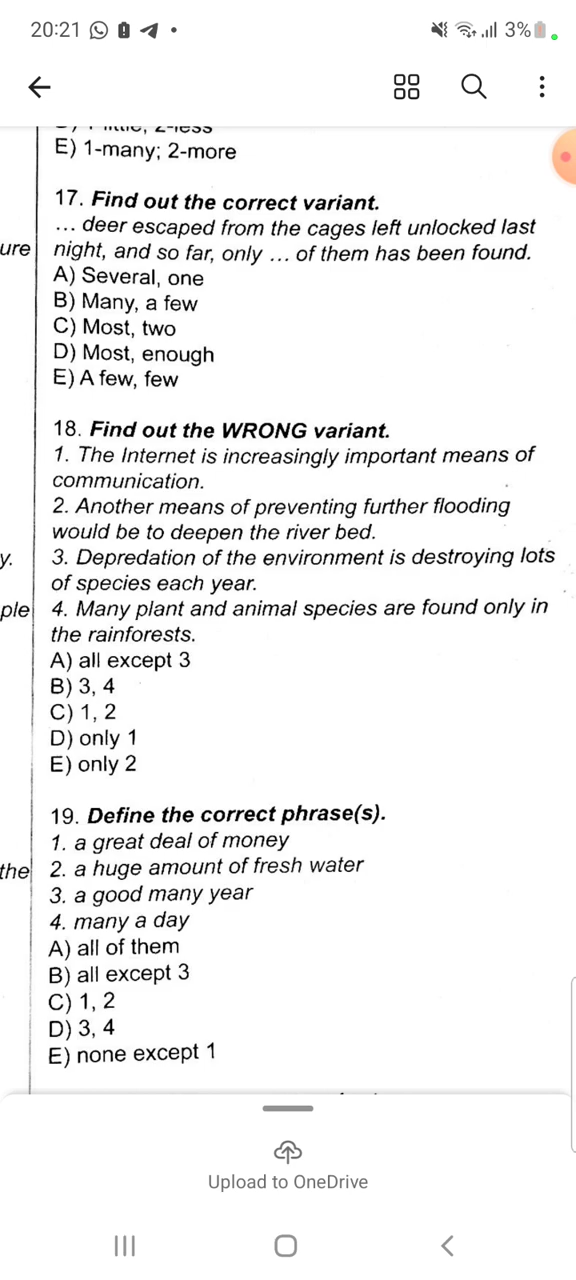 20:21
3%
E) 1-many; 2-more
17. Find out the correct variant.
... deer escaped from the cages left unlocked last
ure night, and so far, only ... of them has been found.
A) Several, one
B) Many, a few
C) Most, two
D) Most, enough
E) A few, few
18. Find out the WRONG variant.
1. The Internet is increasingly important means of
communication.
2. Another means of preventing further flooding
would be to deepen the river bed.
y. 3. Depredation of the environment is destroying lots
of species each year.
ple 4. Many plant and animal species are found only in
the rainforests.
A) all except 3
B) 3, 4
C) 1, 2
D) only 1
E) only 2
19. Define the correct phrase(s).
1. a great deal of money
the 2. a huge amount of fresh water
3. a good many year
4. many a day
A) all of them
B) all except 3
C) 1, 2
D) 3, 4
E) none except 1
Upload to OneDrive